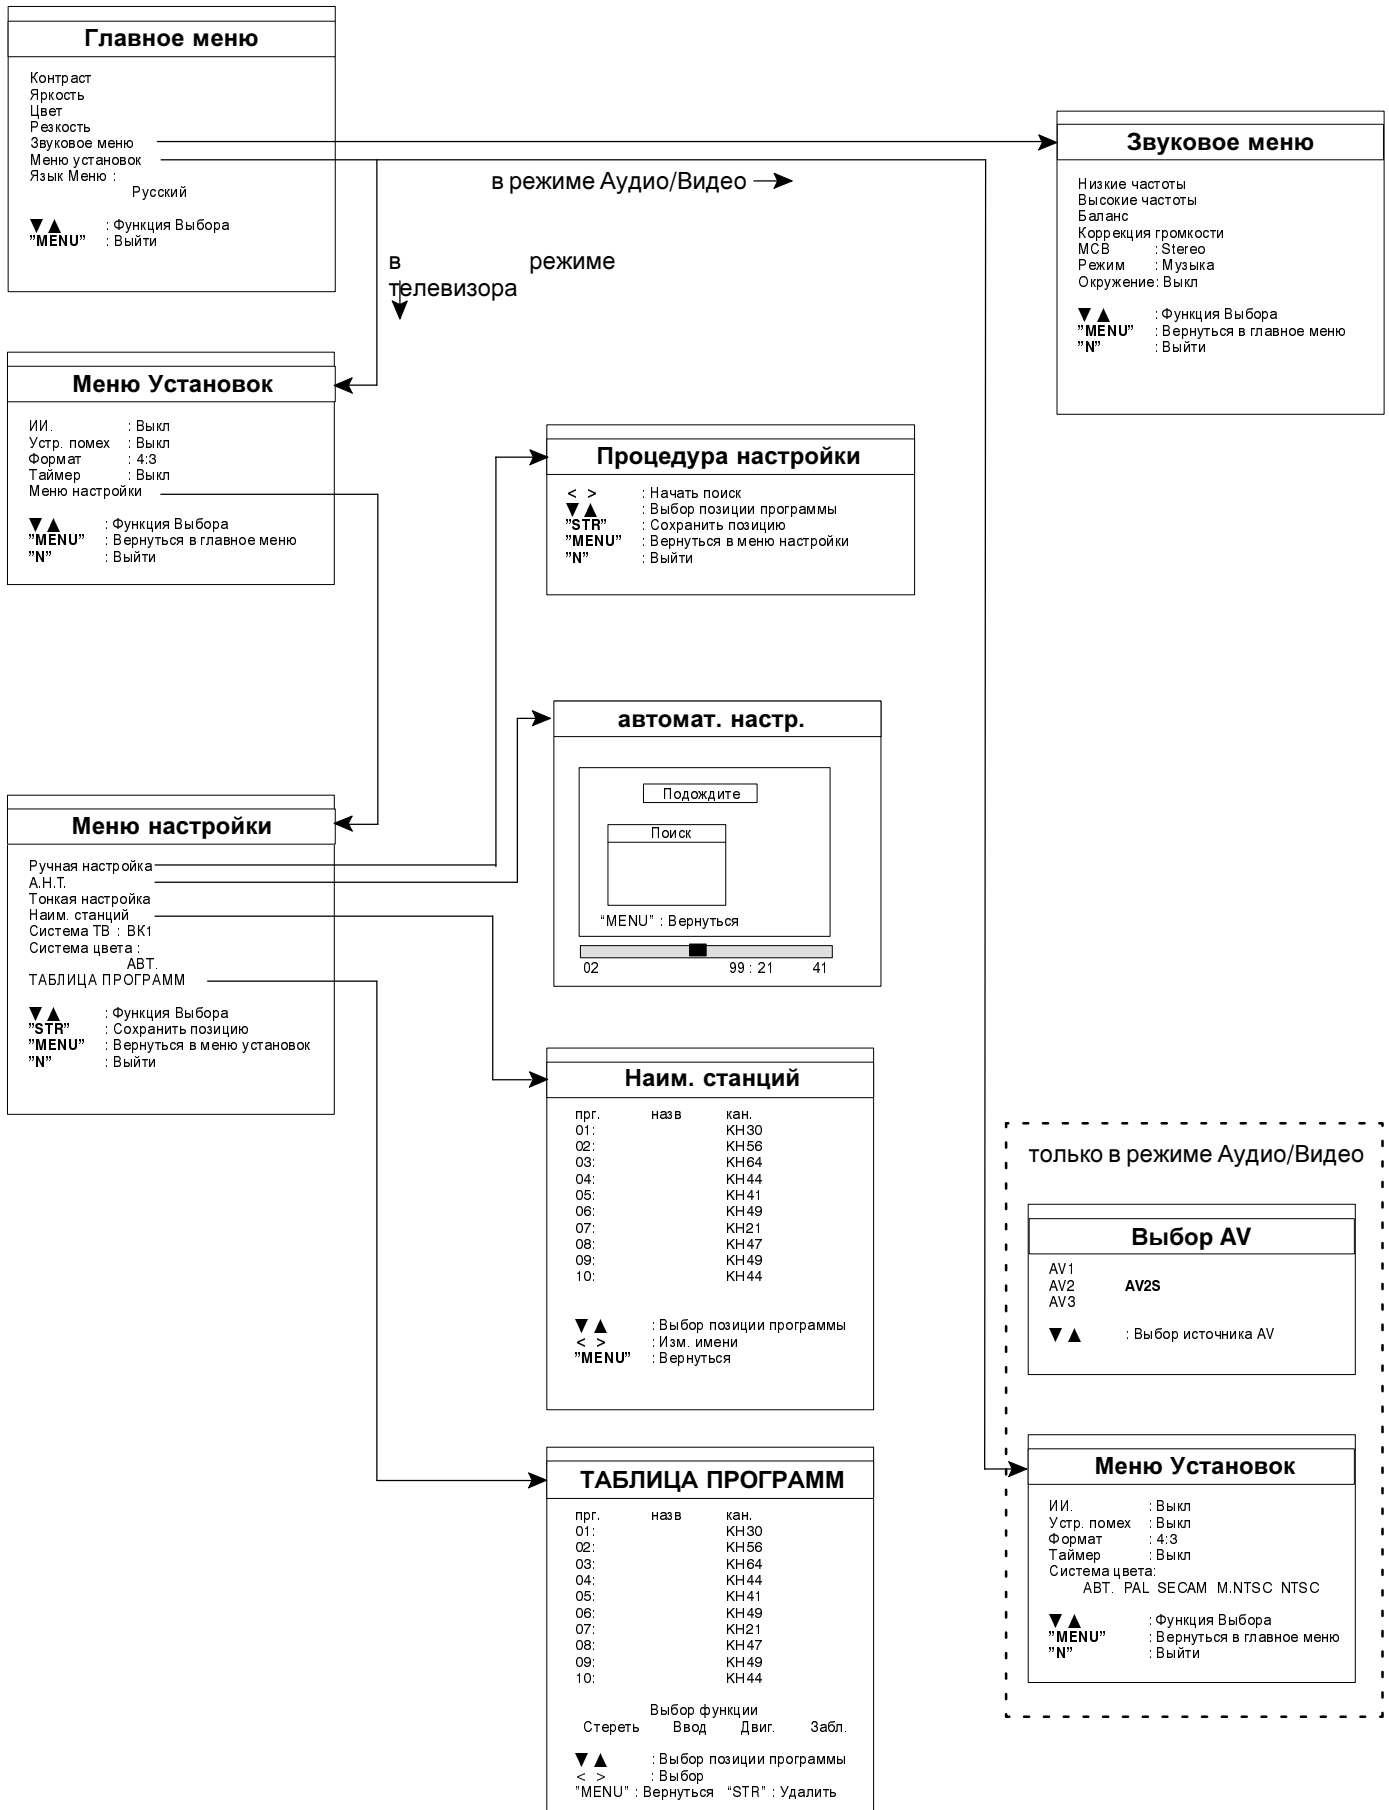 Главное меню
Контраст
Яркость
Цвет
Резкость
Звуковое меню
Меню установок
Язык Меню :
Русский
▼ ▲ : Функция Выбора
"MENU" : Выйти
в режиме Аудио/Видео
в режиме
телевизора
Звуковое меню
Низкие частоты
Высокие частоты
Баланс
Коррекция громкости
МСВ : Stereo
Режим : Музыка
Окружение: Выкл
▼ ▲ : Функция Выбора
"MENU" : Вернуться в главное меню
"N" : Выйти
Меню Установок
ИИ. : Выкл
Устр. помех : Выкл
Формат : 4:3
Таймер : Выкл
Меню настройки
▼ ▲ : Функция Выбора
"MENU" : Вернуться в главное меню
"N" : Выйти
Процедура настройки
< > : Начать поиск
▼ ▲ : Выбор позиции программы
"STR" : Сохранить позицию
"MENU" : Вернуться в меню настройки
"N" : Выйти
автомат. настр.
Подождите
Поиск
“MENU” : Вернуться
02 99 : 21 41
Меню настройки
Ручная настройка
А.Н.Т.
Тонкая настройка
Наим. станций
Система ТВ : ВК1
Система цвета :
АВТ.
ТАБЛИЦА ПРОГРАММ
▼ ▲ : Функция Выбора
"STR" : Сохранить позицию
"MENU" : Вернуться в меню установок
"N" : Выйти
Наим. станций
прг. назв кан.
01: КН30
02: КН56
03: КН64
04: КН44
05: КН41
06: КН49
07: КН21
08: КН47
09: КН49
10: КН44
▼ ▲ : Выбор позиции программы
< > : Изм. имени
"MENU" : Вернуться
ТАБЛИЦА ПРОГРАММ
прг. назв кан.
01: КН30
02: КН56
03: КН64
04: КН44
05: КН41
06: КН49
07: КН21
08: КН47
09: КН49
10: КН44
Выбор функции
Стереть Ввод Двиг. Забл.
▼ ▲ : Выбор позиции программы
< > : Выбор
"MENU" : Вернуться “STR” : Удалить
только в режиме Аудио/Видео
Выбор AV
AV1
AV2 AV2S
AV3
▼ ▲ : Выбор источника AV
Меню Установок
ИИ. : Выкл
Устр. помех : Выкл
Формат : 4:3
Таймер : Выкл
Система цвета:
АВТ. PAL SECAM M.NTSC NTSC
▼ ▲ : Функция Выбора
"MENU" : Вернуться в главное меню
"N" : Выйти